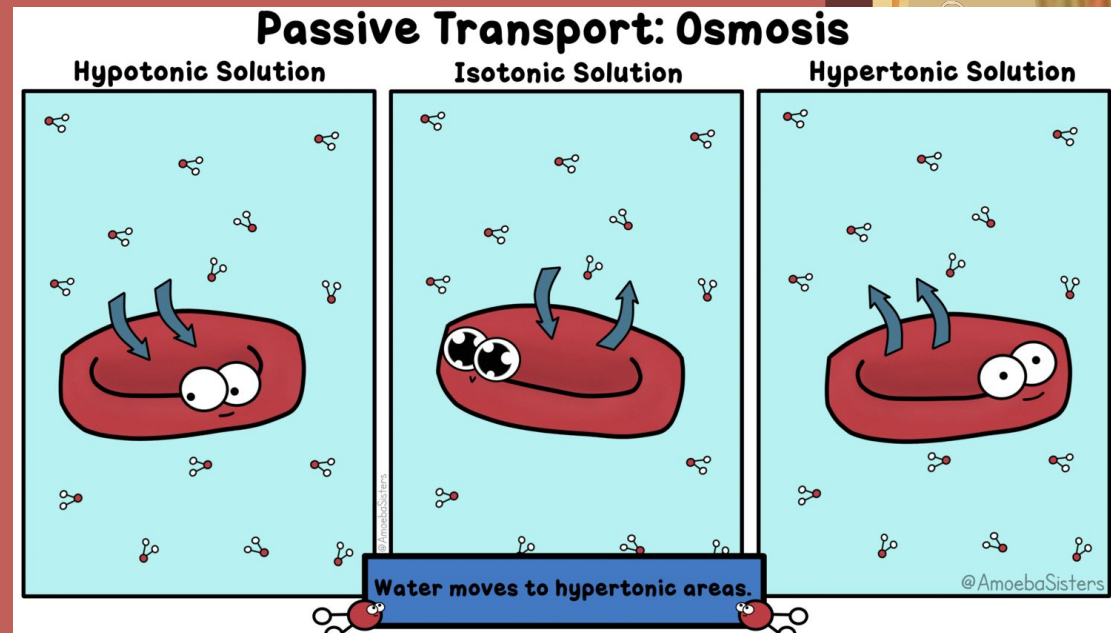 Passive Transport: Osmosis
Hypotonic Solution
Isotonic Solution
Hypertonic Solution
@AmoebaSisters
Water moves to hypertonic areas.
@AmoebaSisters